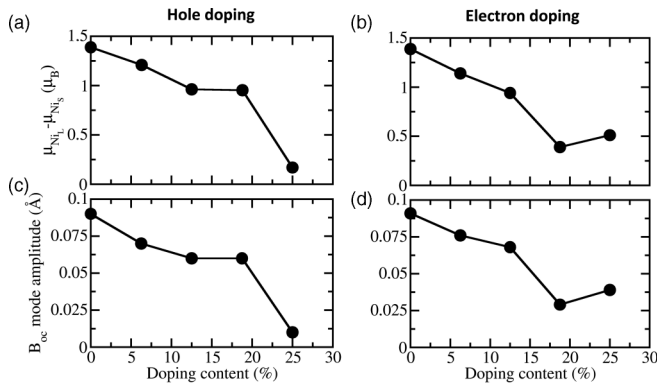 Hole doping
Electron doping
(a)
(b)
μNiL-μNiS (μB)
1.5
1
0.5
0
1.5
1
0.5
0
(c)
(d)
Boc mode amplitude (Å)
0.1
0.075
0.05
0.025
0
0.1
0.075
0.05
0.025
0
0 5 10 15 20 25 30
0 5 10 15 20 25 30
Doping content (%)
Doping content (%)